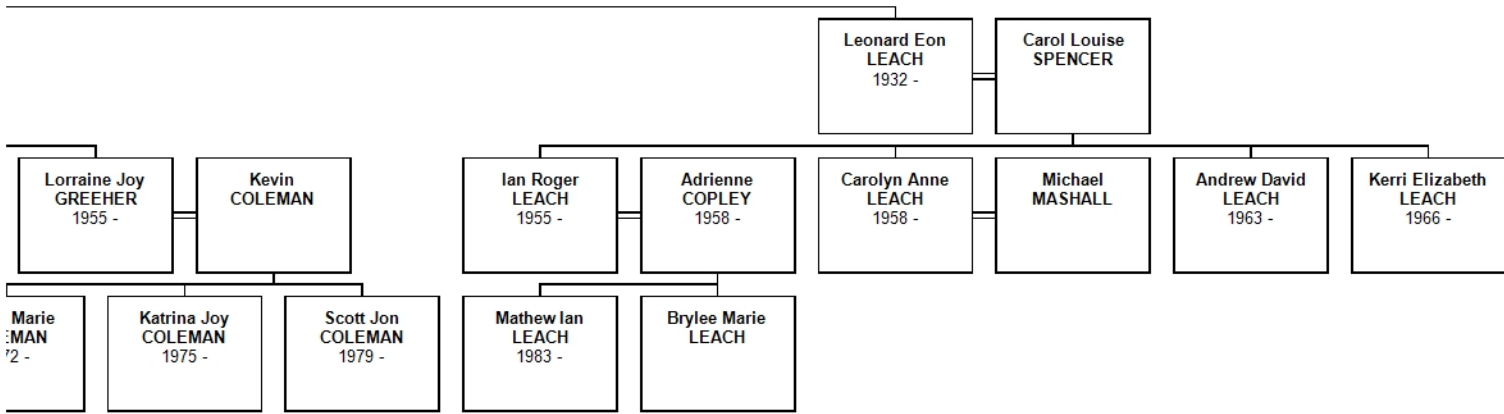 Leonard Eon
LEACH
1932 -
Carol Louise
SPENCER
Lorraine Joy
GREEHER
1955 -
Kevin
COLEMAN
Ian Roger
LEACH
1955 -
Adrienne
COPLEY
1958 -
Carolyn Anne
LEACH
1958 -
Michael
MASHALL
Andrew David
LEACH
1963 -
Kerri Elizabeth
LEACH
1966 -
Marie
EMAN
72 -
Katrina Joy
COLEMAN
1975 -
Scott Jon
COLEMAN
1979 -
Mathew Ian
LEACH
1983 -
Brylee Marie
LEACH